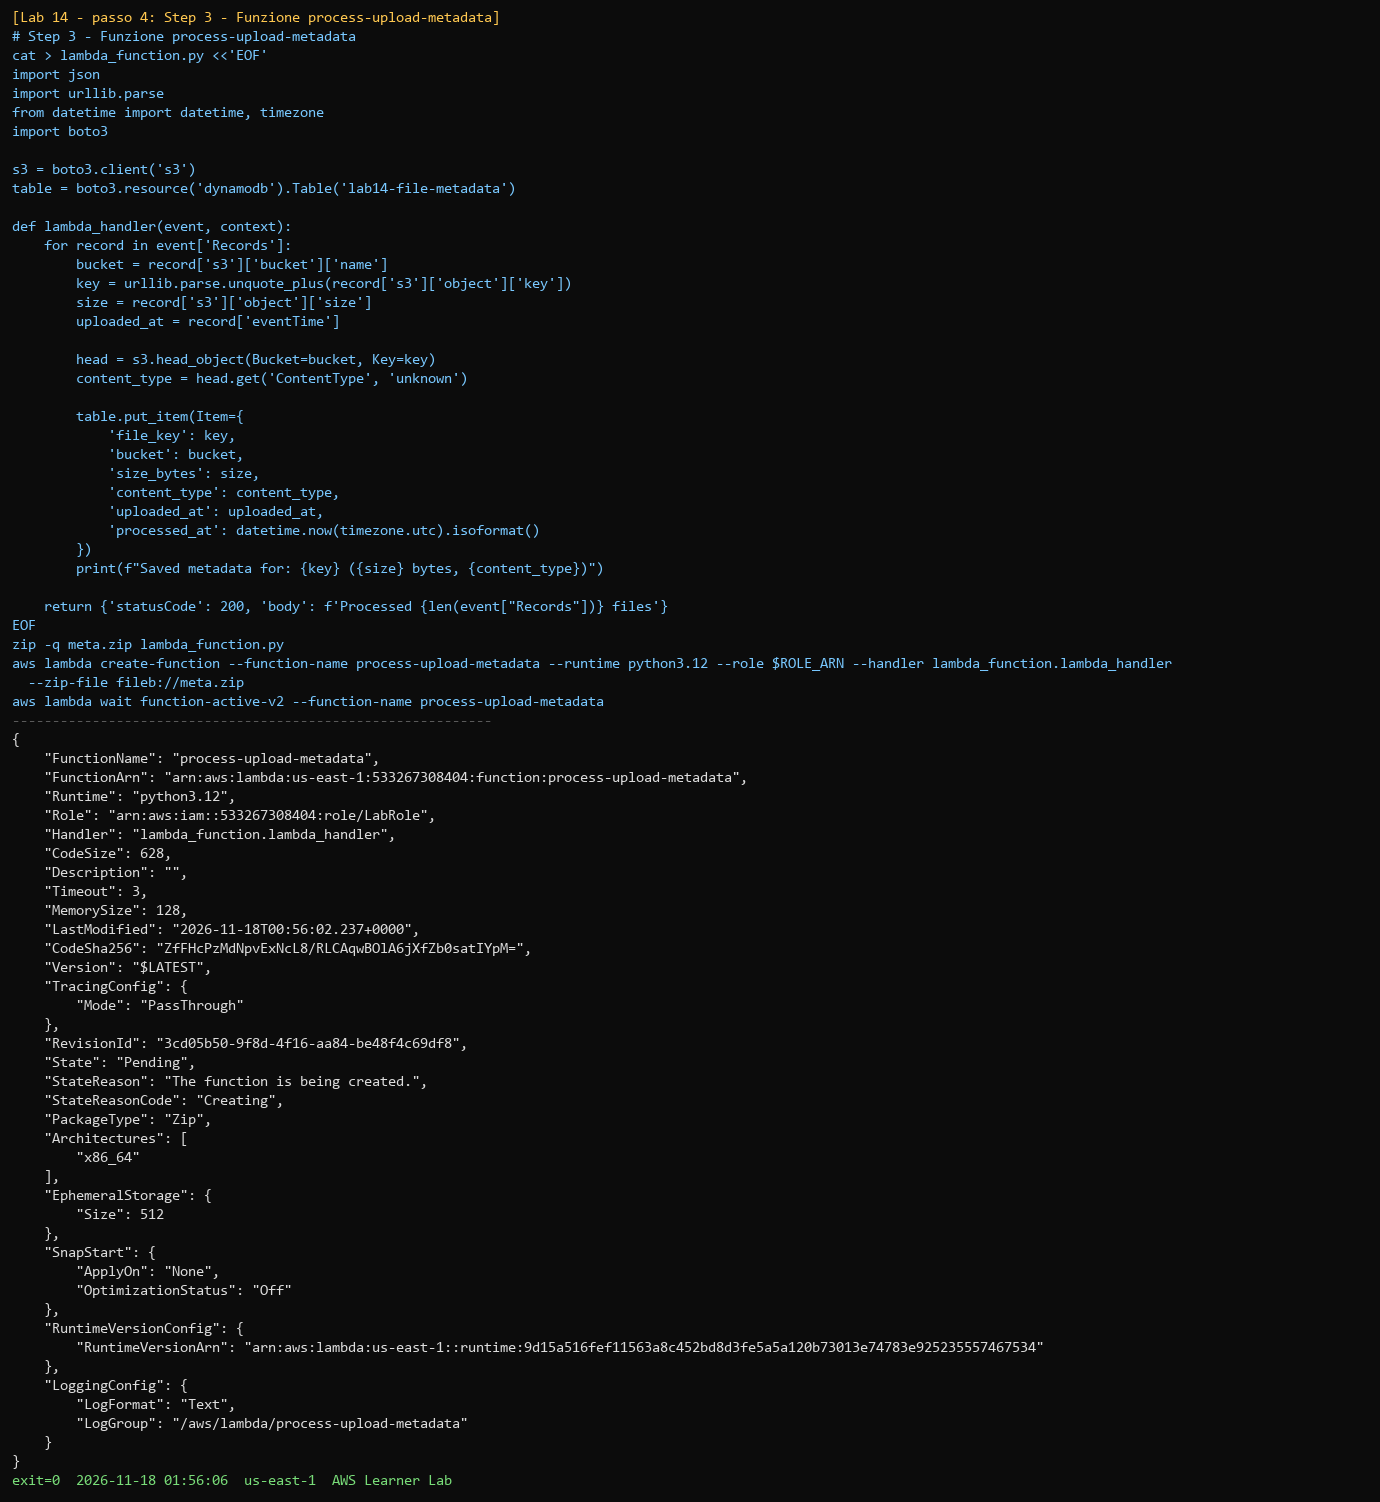 [Lab 14 - passo 4: Step 3 - Funzione process-upload-metadata]
# Step 3 - Funzione process-upload-metadata
cat > lambda_function.py <<'EOF'
import json
import urllib.parse
from datetime import datetime, timezone
import boto3

s3 = boto3.client('s3')
table = boto3.resource('dynamodb').Table('lab14-file-metadata')

def lambda_handler(event, context):
    for record in event['Records']:
        bucket = record['s3']['bucket']['name']
        key = urllib.parse.unquote_plus(record['s3']['object']['key'])
        size = record['s3']['object']['size']
        uploaded_at = record['eventTime']

        head = s3.head_object(Bucket=bucket, Key=key)
        content_type = head.get('ContentType', 'unknown')

        table.put_item(Item={
            'file_key': key,
            'bucket': bucket,
            'size_bytes': size,
            'content_type': content_type,
            'uploaded_at': uploaded_at,
            'processed_at': datetime.now(timezone.utc).isoformat()
        })
        print(f"Saved metadata for: {key} ({size} bytes, {content_type})")

    return {'statusCode': 200, 'body': f'Processed {len(event["Records"])} files'}
EOF
zip -q meta.zip lambda_function.py
aws lambda create-function --function-name process-upload-metadata --runtime python3.12 --role $ROLE_ARN --handler lambda_function.lambda_handler
  --zip-file fileb://meta.zip
aws lambda wait function-active-v2 --function-name process-upload-metadata
------------------------------------------------------------
{
    "FunctionName": "process-upload-metadata",
    "FunctionArn": "arn:aws:lambda:us-east-1:533267308404:function:process-upload-metadata",
    "Runtime": "python3.12",
    "Role": "arn:aws:iam::533267308404:role/LabRole",
    "Handler": "lambda_function.lambda_handler",
    "CodeSize": 628,
    "Description": "",
    "Timeout": 3,
    "MemorySize": 128,
    "LastModified": "2026-11-18T00:56:02.237+0000",
    "CodeSha256": "ZfFHcPzMdNpvExNcL8/RLCAqwBOlA6jXfZb0satIYpM=",
    "Version": "$LATEST",
    "TracingConfig": {
        "Mode": "PassThrough"
    },
    "RevisionId": "3cd05b50-9f8d-4f16-aa84-be48f4c69df8",
    "State": "Pending",
    "StateReason": "The function is being created.",
    "StateReasonCode": "Creating",
    "PackageType": "Zip",
    "Architectures": [
        "x86_64"
    ],
    "EphemeralStorage": {
        "Size": 512
    },
    "SnapStart": {
        "ApplyOn": "None",
        "OptimizationStatus": "Off"
    },
    "RuntimeVersionConfig": {
        "RuntimeVersionArn": "arn:aws:lambda:us-east-1::runtime:9d15a516fef11563a8c452bd8d3fe5a5a120b73013e74783e925235557467534"
    },
    "LoggingConfig": {
        "LogFormat": "Text",
        "LogGroup": "/aws/lambda/process-upload-metadata"
    }
}
exit=0  2026-11-18 01:56:06  us-east-1  AWS Learner Lab